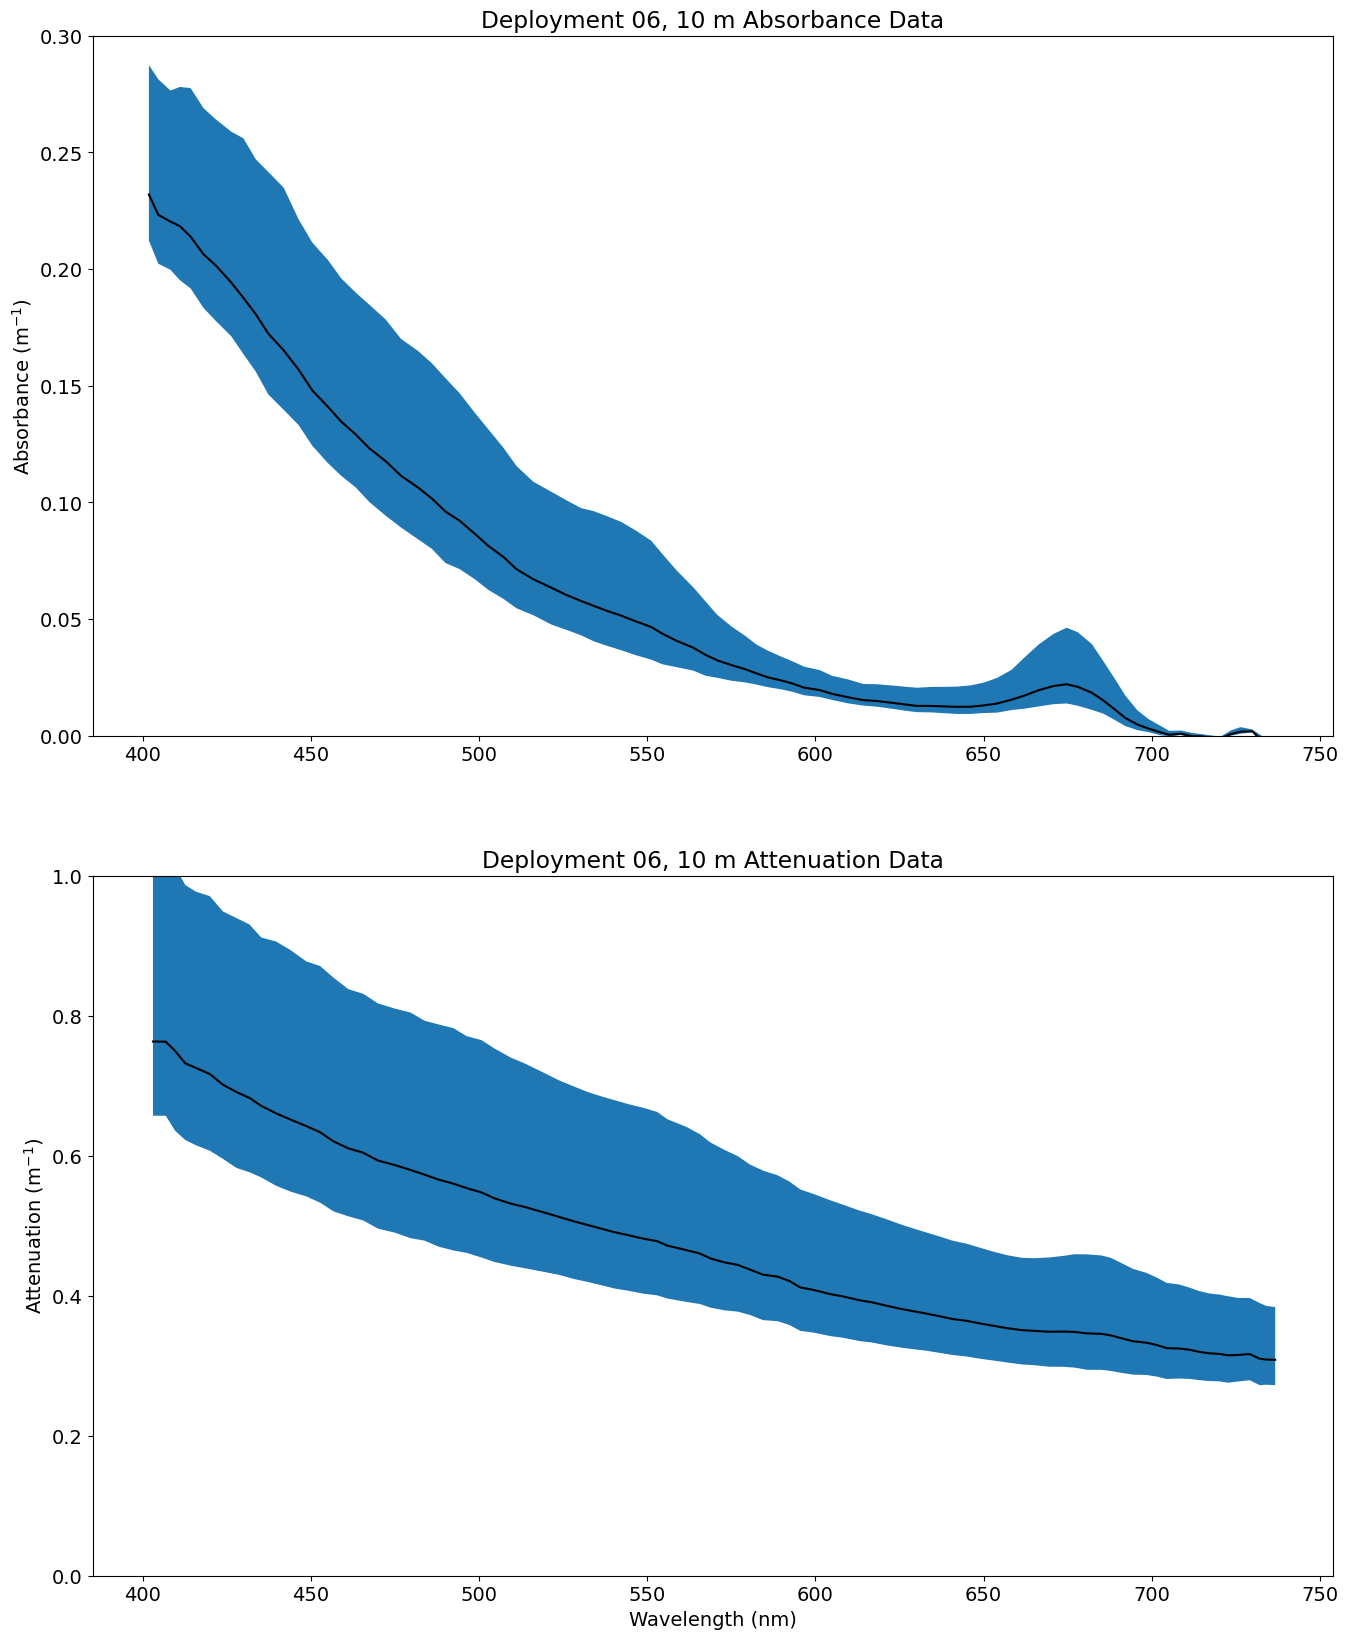 Deployment 06, 10 m Absorbance Data
Absorbance (m⁻¹)
0.30
0.25
0.20
0.15
0.10
0.05
0.00
400 450 500 550 600 650 700 750
Deployment 06, 10 m Attenuation Data
Attenuation (m⁻¹)
1.0
0.8
0.6
0.4
0.2
0.0
400 450 500 550 600 650 700 750
Wavelength (nm)